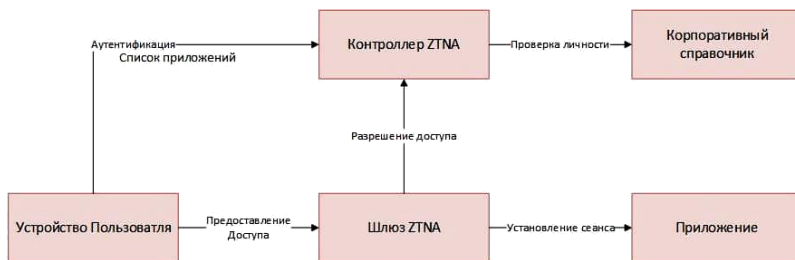 Аутентификация
Список приложений
Контроллер ZTNA
Проверка личности
Корпоративный
справочник
Разрешение доступа
Устройство Пользоватля
Предоставление
Доступа
Шлюз ZTNA
Установление сеанса
Приложение